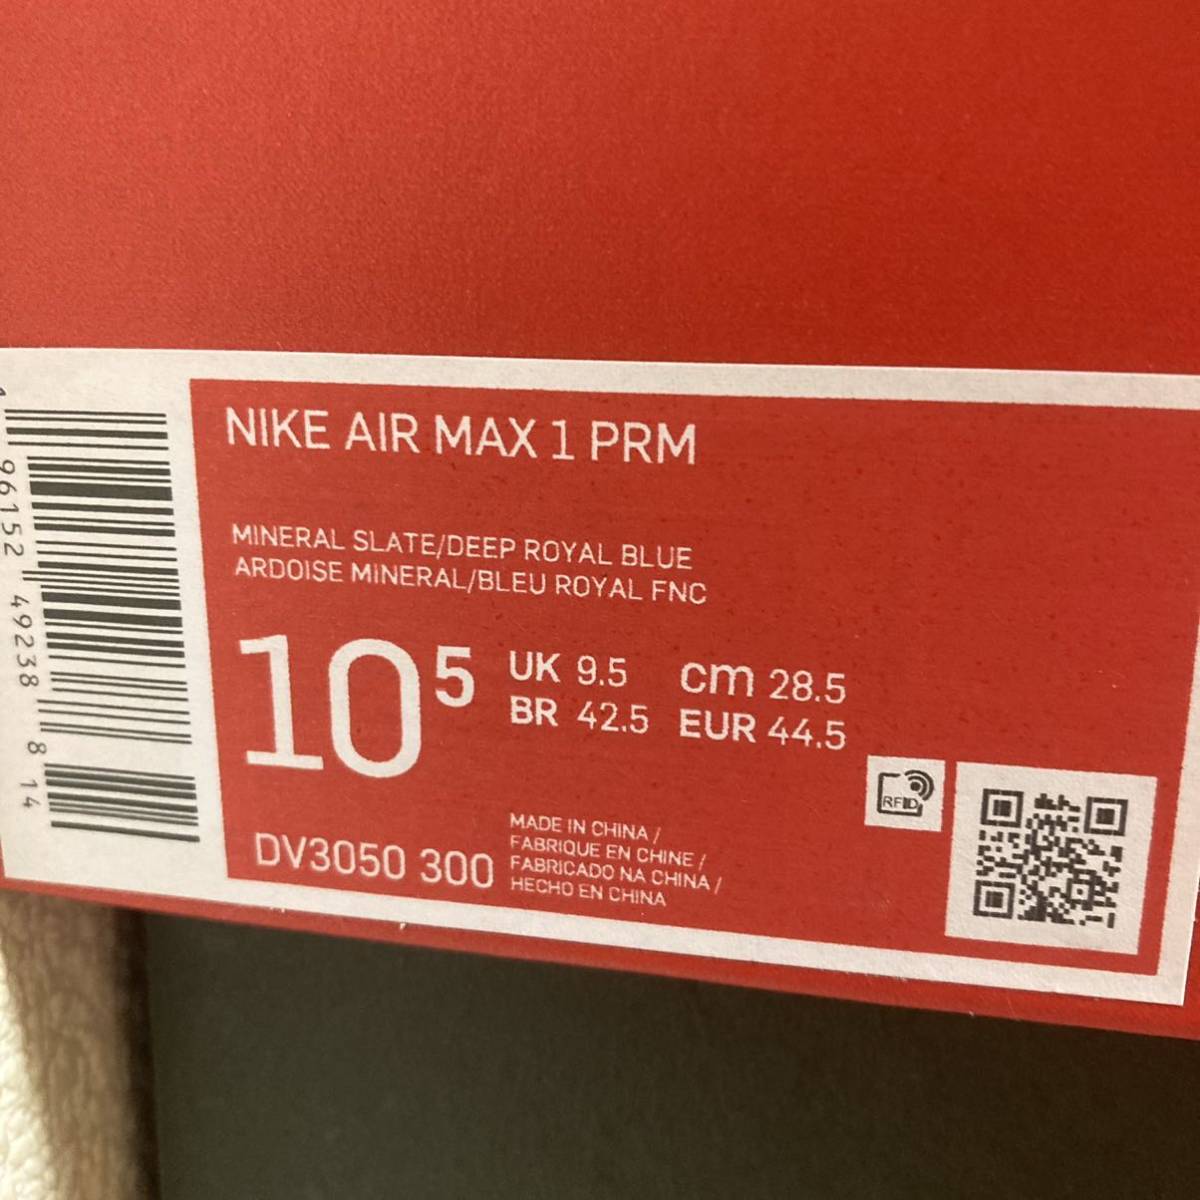 NIKE AIR MAX 1 PRM
MINERAL SLATE/DEEP ROYAL BLUE
ARDOISE MINERAL/BLEU ROYAL FNC
10 5
UK 9.5 cm 28.5
BR 42.5 EUR 44.5
DV3050 300
MADE IN CHINA /
FABRIQUE EN CHINE /
FABRICADO NA CHINA /
HECHO EN CHINA
RFID
96152 49238 8 14